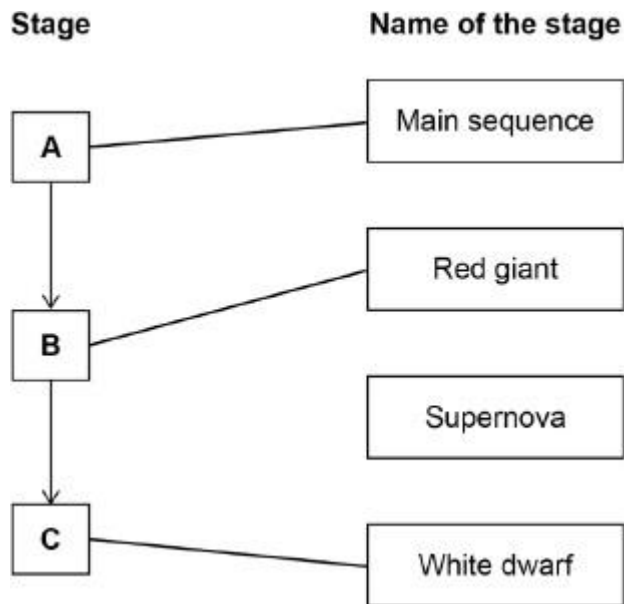 Stage
Name of the stage
A
Main sequence
Red giant
B
Supernova
C
White dwarf